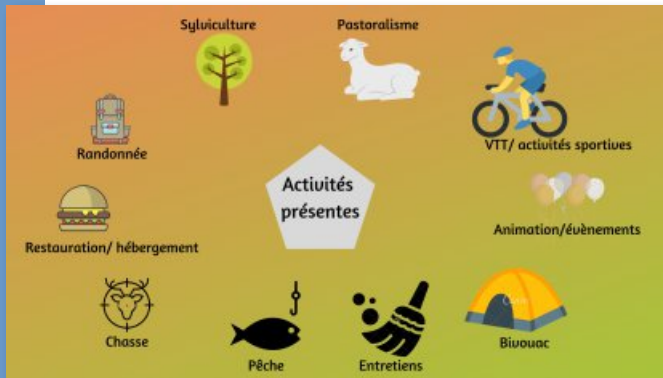 Sylviculture
Pastoralisme
Randonnée
VTT/ activités sportives
Activités
présentes
Restauration/ hébergement
Animation/évènements
Chasse
Pêche
Entretiens
Bivouac